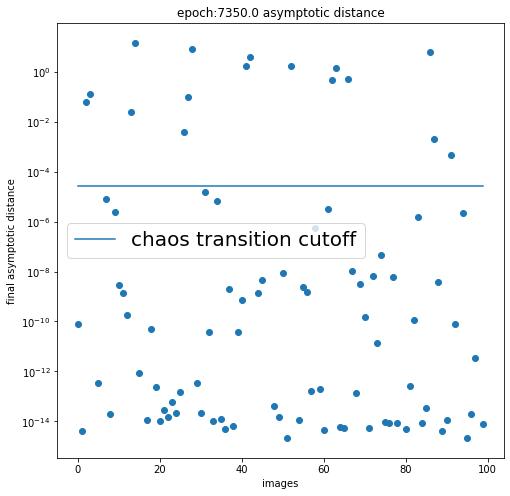 epoch:7350.0 asymptotic distance
final asymptotic distance
10^0
10^-2
10^-4
10^-6
10^-8
10^-10
10^-12
10^-14
chaos transition cutoff
0 20 40 60 80 100
images